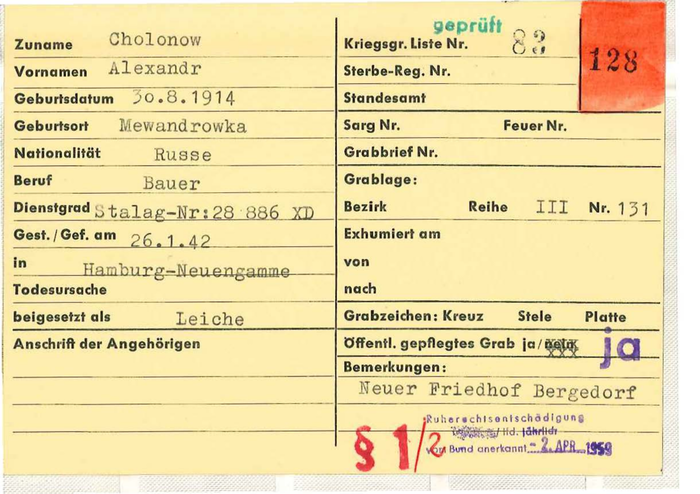 geprüft
Zuname Cholonow
Vornamen Alexandr
Geburtsdatum 3o.8.1914
Geburtsort Mewandrowka
Nationalität Russe
Beruf Bauer
Dienstgrad Stalag-Nr:28 886 XD
Gest./Gef. am 26.1.42
in Hamburg-Neuengamme
Todesursache
beigesetzt als Leiche
Anschrift der Angehörigen
Kriegsgr. Liste Nr. 83
128
Sterbe-Reg. Nr.
Standesamt
Sarg Nr. Feuer Nr.
Grabbrief Nr.
Grablage:
Bezirk Reihe III Nr. 131
Exhumiert am
von
nach
Grabzeichen: Kreuz Stele Platte
Öffentl. gepflegtes Grab ja/nein ja
Bemerkungen:
Neuer Friedhof Bergedorf
Ruherechtsentschädigung
/ lfd. jährlich
vom Bund anerkannt - 2. APR. 1959
§ 1/2